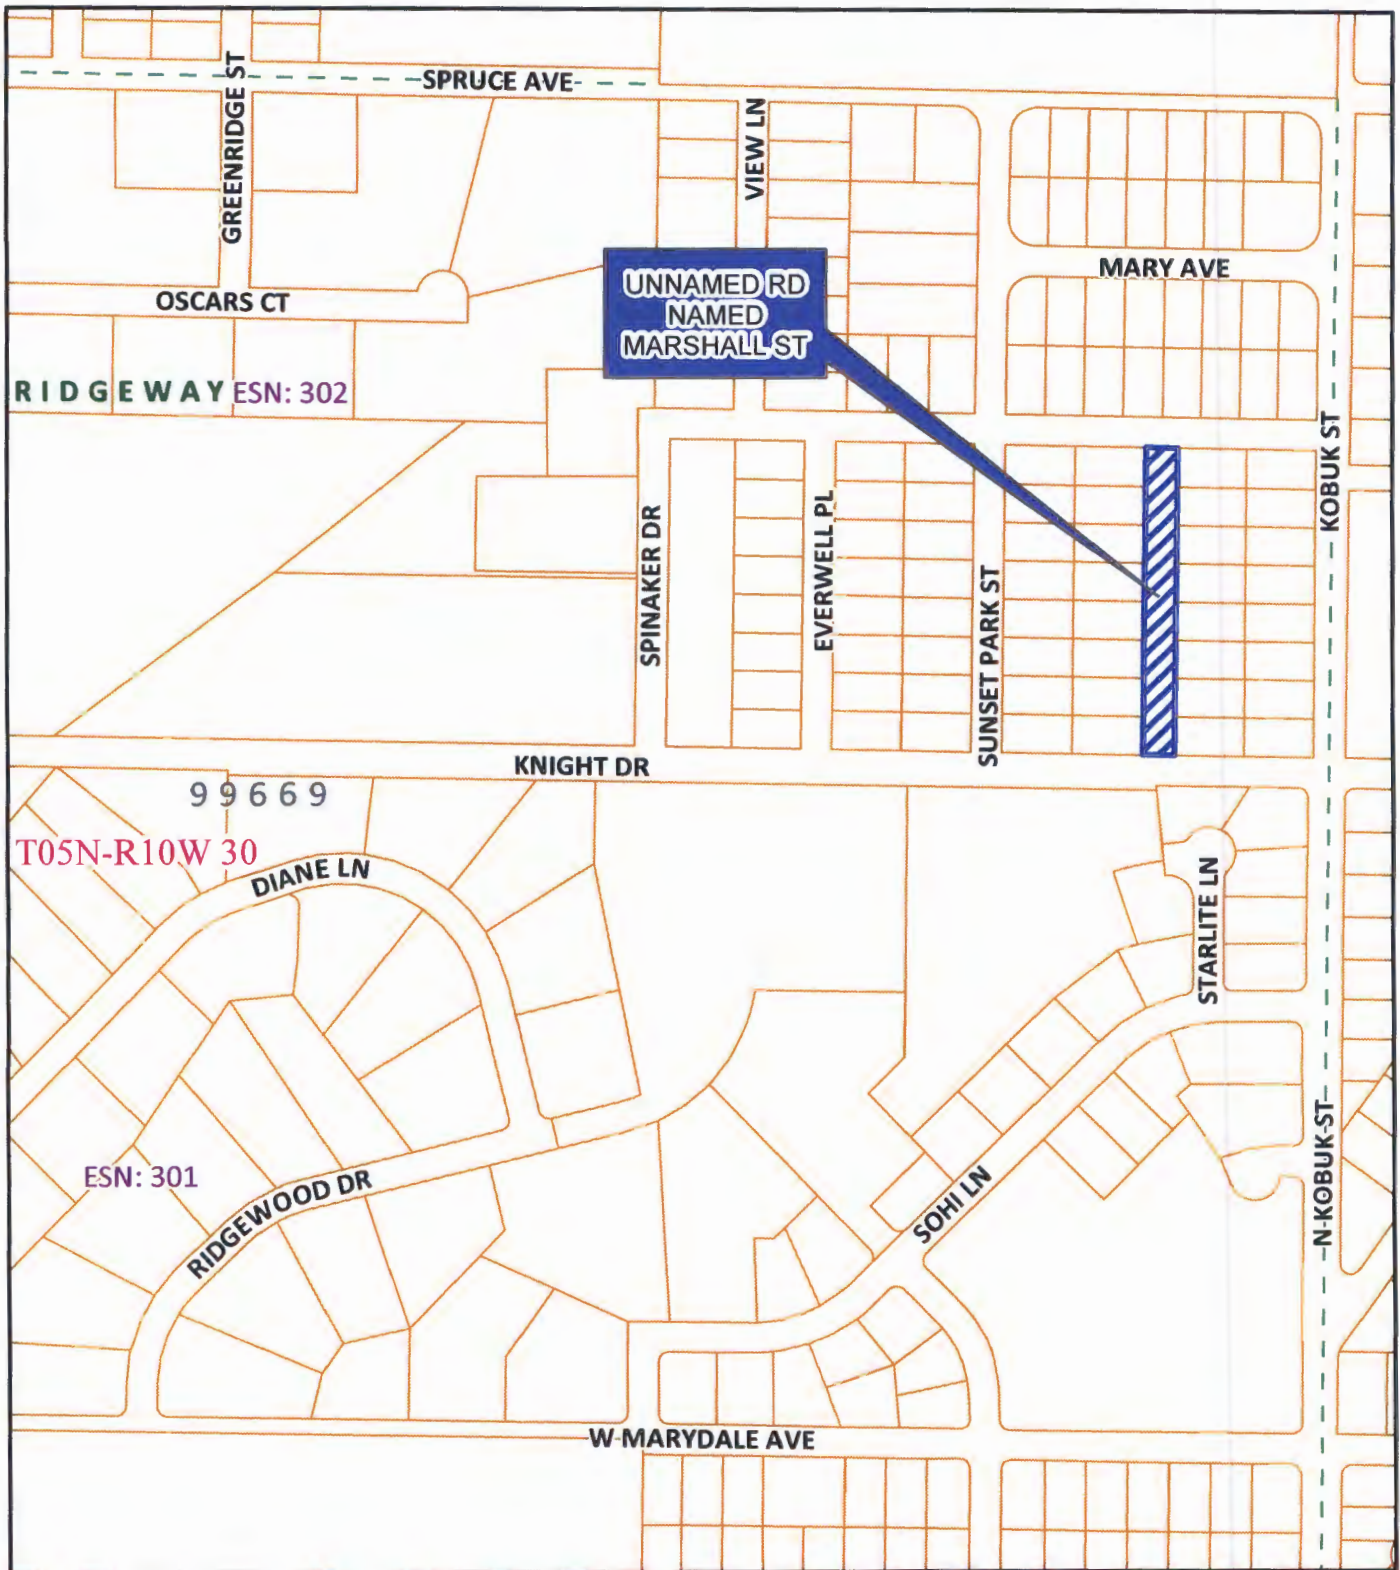 SPRUCE AVE
GREENRIDGE ST
VIEW LN
MARY AVE
OSCARS CT
UNNAMED RD
NAMED
MARSHALL ST
RIDGEWAY
ESN: 302
KOBUK ST
SPINAKER DR
EVERWELL PL
SUNSET PARK ST
KNIGHT DR
99669
T05N-R10W 30
DIANE LN
STARLITE LN
ESN: 301
RIDGEWOOD DR
SOHI LN
N KOBUK ST
W MARYDALE AVE